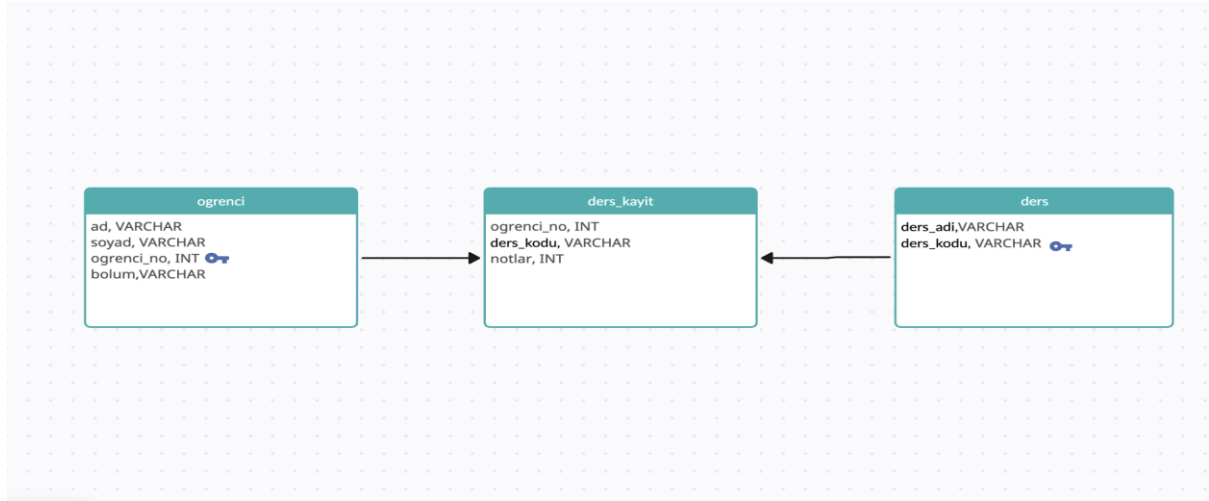 ogrenci
ad, VARCHAR
soyad, VARCHAR
ogrenci_no, INT
bolum,VARCHAR
ders_kayit
ogrenci_no, INT
ders_kodu, VARCHAR
notlar, INT
ders
ders_adi,VARCHAR
ders_kodu, VARCHAR